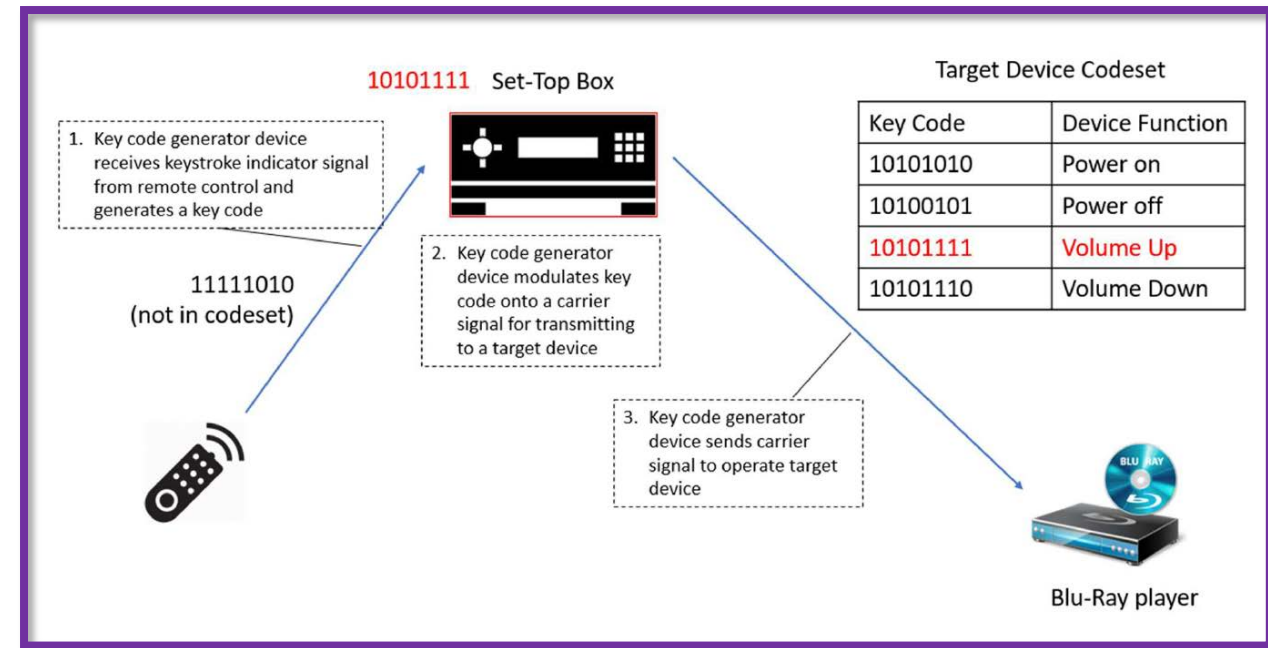 10101111 Set-Top Box
1. Key code generator device
receives keystroke indicator signal
from remote control and
generates a key code
11111010
(not in codeset)
2. Key code generator
device modulates key
code onto a carrier
signal for transmitting
to a target device
3. Key code generator
device sends carrier
signal to operate target
device
Target Device Codeset
Key Code Device Function
10101010 Power on
10100101 Power off
10101111 Volume Up
10101110 Volume Down
BLU RAY
Blu-Ray player